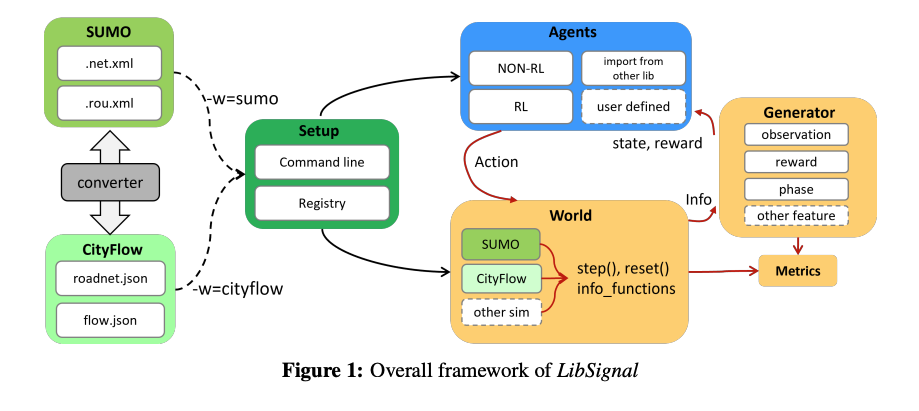 SUMO
.net.xml
.rou.xml
converter
CityFlow
roadnet.json
flow.json
-w=sumo
-w=cityflow
Setup
Command line
Registry
Agents
NON-RL
import from
other lib
RL
user defined
Action
state, reward
World
SUMO
CityFlow
other sim
step(), reset()
info_functions
Info
Generator
observation
reward
phase
other feature
Metrics
Figure 1: Overall framework of LibSignal